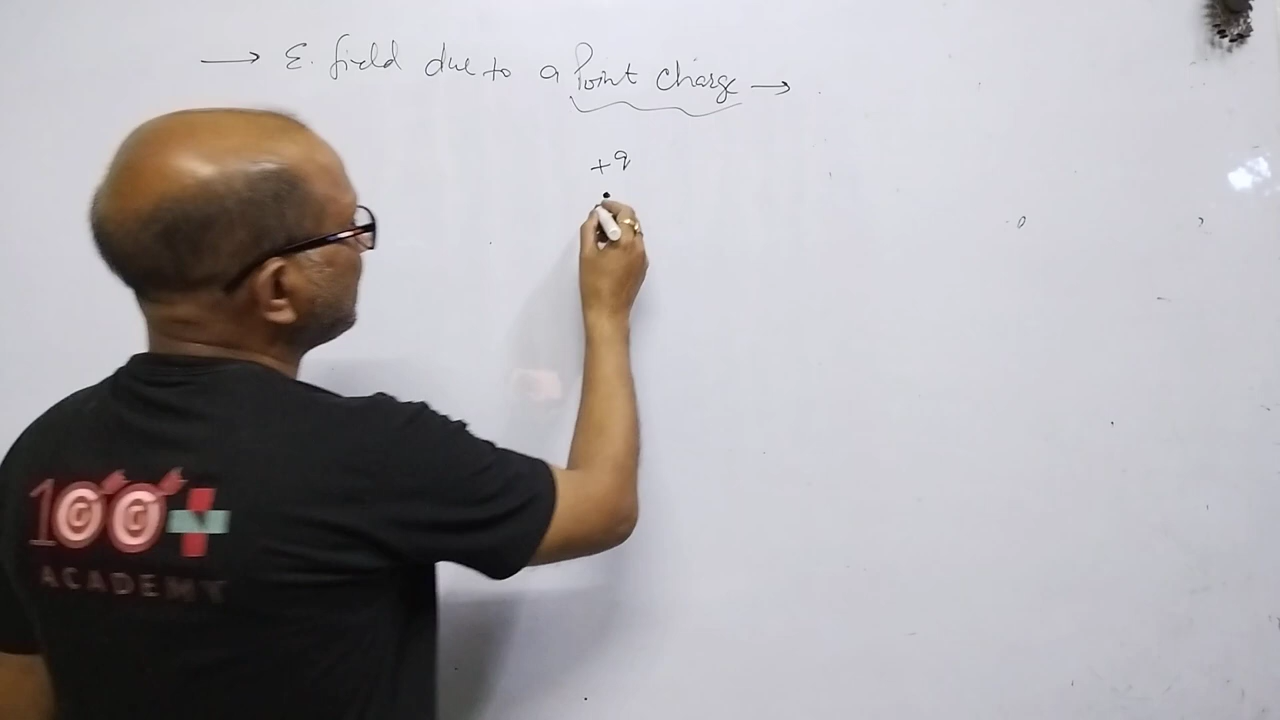 → E. field due to a Point charge →
+q
100+
ACADEMY